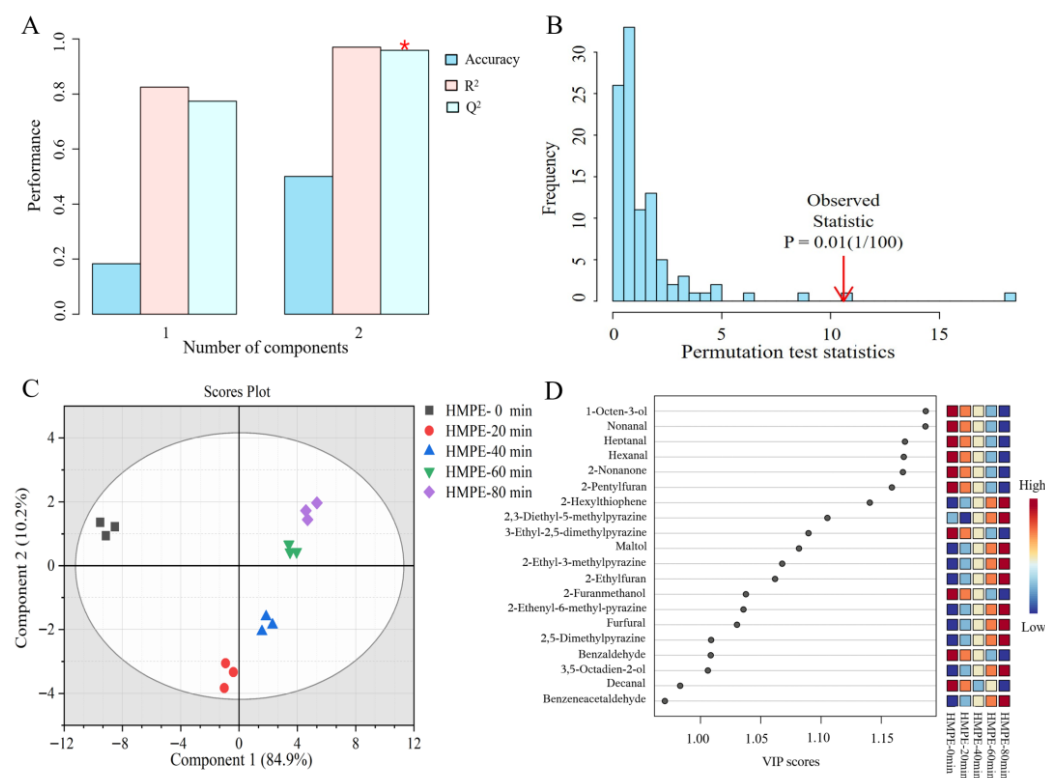 A
1.0
0.8
0.6
0.4
0.2
0.0
Performance
1
2
Number of components
*
Accuracy
R²
Q²
B
30
25
20
15
10
5
0
Frequency
Observed
Statistic
P = 0.01(1/100)
0
5
10
15
Permutation test statistics
C
Scores Plot
4
2
0
−2
−4
Component 2 (10.2%)
−12
−8
−4
0
4
8
12
Component 1 (84.9%)
HMPE- 0 min
HMPE-20 min
HMPE-40 min
HMPE-60 min
HMPE-80 min
D
1-Octen-3-ol
Nonanal
Hentanal
Hexanal
2-Nonanone
2-Pentylfuran
2-Hexylthiophene
2,3-Diethyl-5-methylpyrazine
3-Ethyl-2,5-dimethylpyrazine
Maltol
2-Ethyl-3-methylpyrazine
2-Ethylfuran
2-Furanmethanol
2-Ethenyl-6-methyl-pyrazine
Furfural
2,5-Dimethylpyrazine
Benzaldehyde
3,5-Octadien-2-ol
Decanal
Benzeneacetaldehyde
1.00
1.05
1.10
1.15
VIP scores
HMPE-0min
HMPE-20min
HMPE-40min
HMPE-60min
HMPE-80min
High
Low